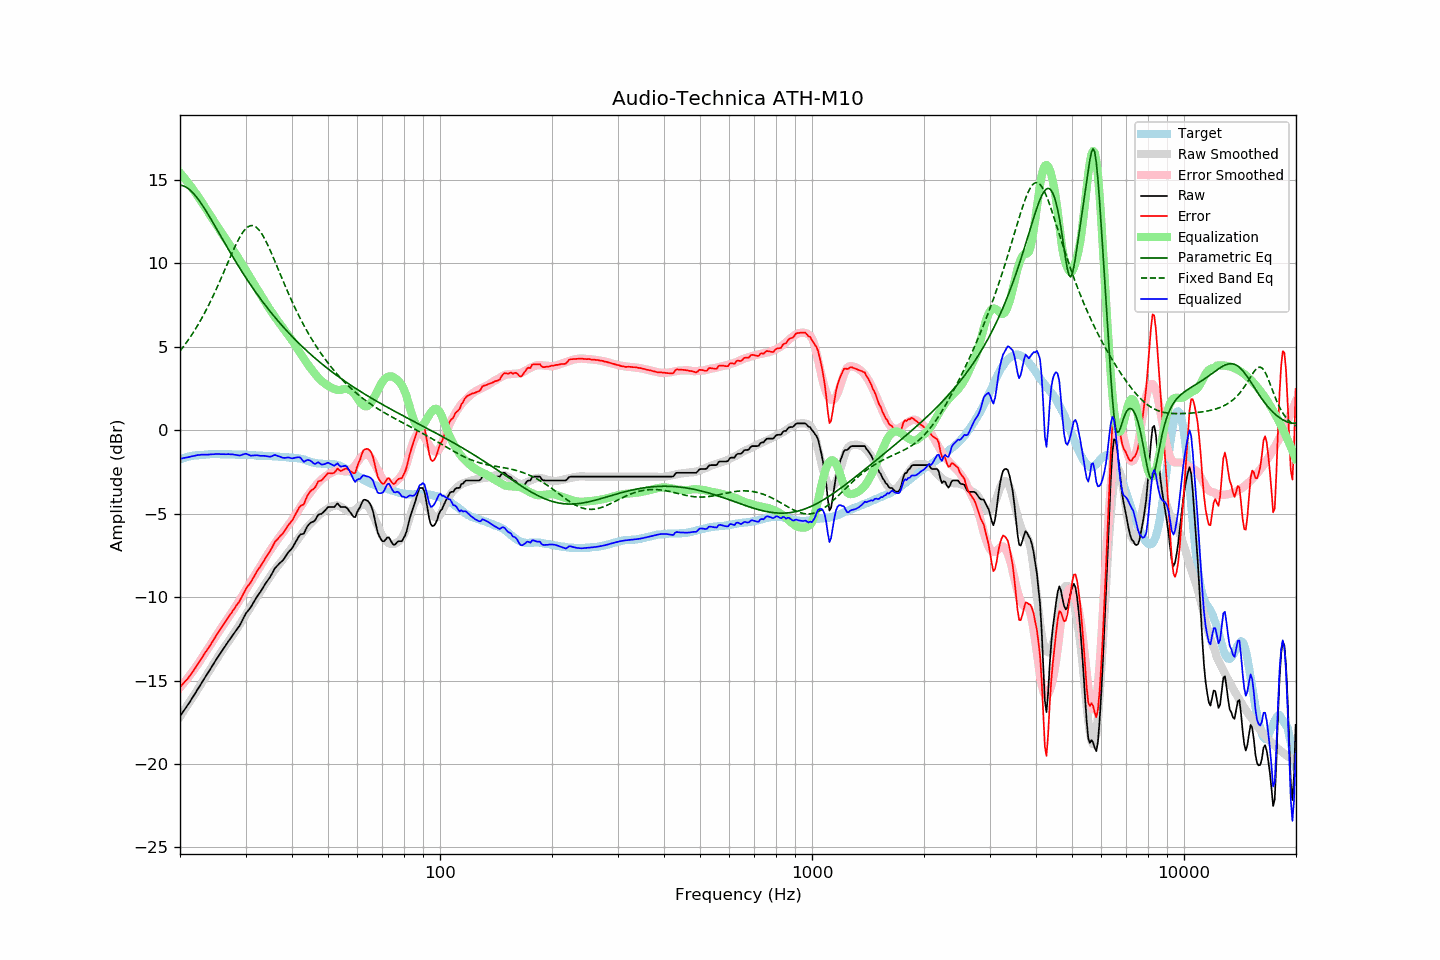 Audio-Technica ATH-M10
Target
Raw Smoothed
Error Smoothed
Raw
Error
Equalization
Parametric Eq
Fixed Band Eq
Equalized
Amplitude (dBr)
15
10
5
0
−5
−10
−15
−20
−25
100
1000
10000
Frequency (Hz)